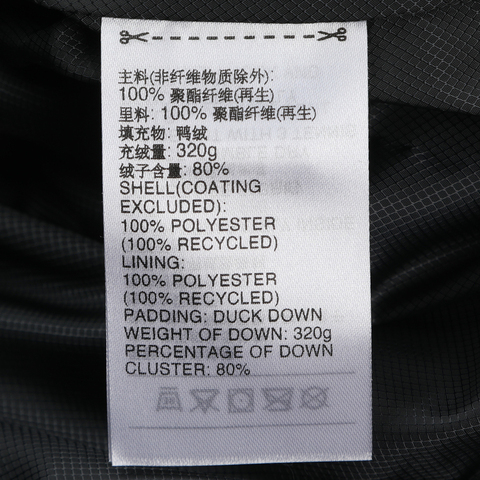 主料(非纤维物质除外):
100% 聚酯纤维(再生)
里料: 100% 聚酯纤维(再生)
填充物: 鸭绒
充绒量: 320g
绒子含量: 80%
SHELL(COATING
EXCLUDED):
100% POLYESTER
(100% RECYCLED)
LINING:
100% POLYESTER
(100% RECYCLED)
PADDING: DUCK DOWN
WEIGHT OF DOWN: 320g
PERCENTAGE OF DOWN
CLUSTER: 80%